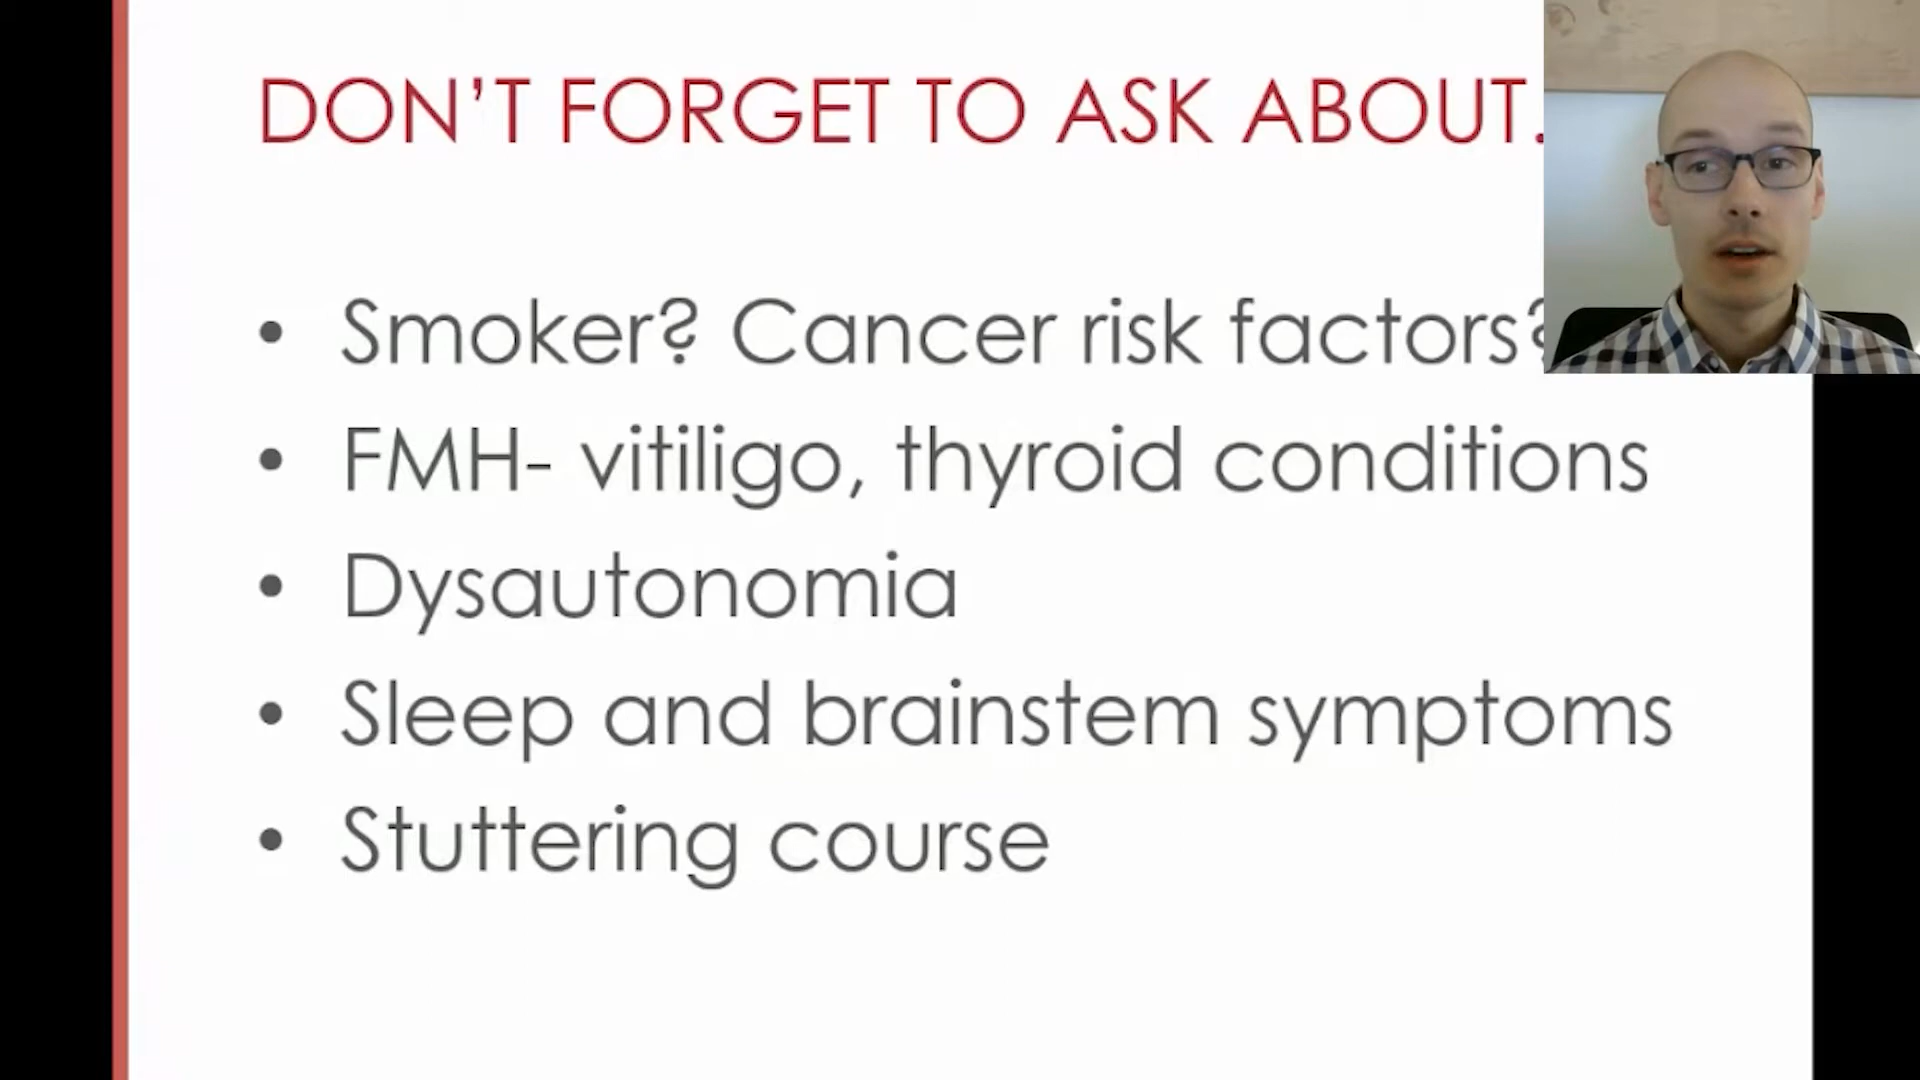 DON'T FORGET TO ASK ABOUT.
• Smoker? Cancer risk factors?
• FMH- vitiligo, thyroid conditions
• Dysautonomia
• Sleep and brainstem symptoms
• Stuttering course